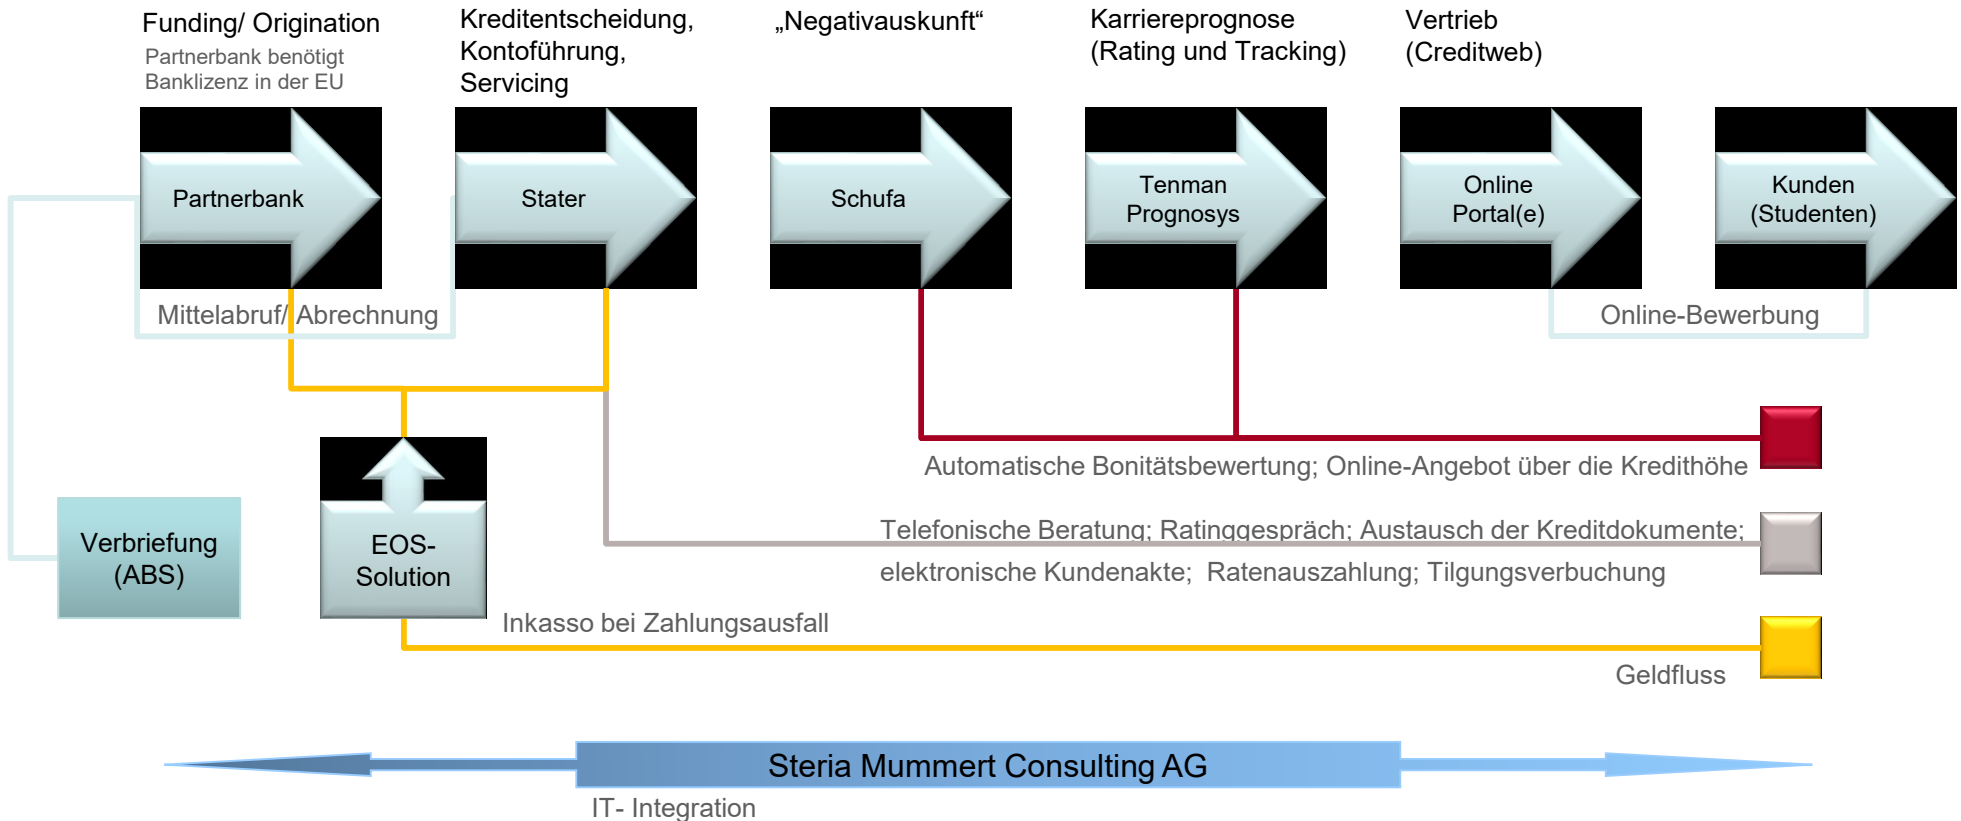 Funding/ Origination
Partnerbank benötigt
Banklizenz in der EU
Kreditentscheidung,
Kontoführung,
Servicing
„Negativauskunft“
Karriereprognose
(Rating und Tracking)
Vertrieb
(Creditweb)
Partnerbank
Stater
Schufa
Tenman
Prognosys
Online
Portal(e)
Kunden
(Studenten)
Mittelabruf/ Abrechnung
Online-Bewerbung
Automatische Bonitätsbewertung; Online-Angebot über die Kredithöhe
Telefonische Beratung; Ratinggespräch; Austausch der Kreditdokumente;
elektronische Kundenakte;  Ratenauszahlung; Tilgungsverbuchung
Verbriefung
(ABS)
EOS-
Solution
Inkasso bei Zahlungsausfall
Geldfluss
Steria Mummert Consulting AG
IT- Integration